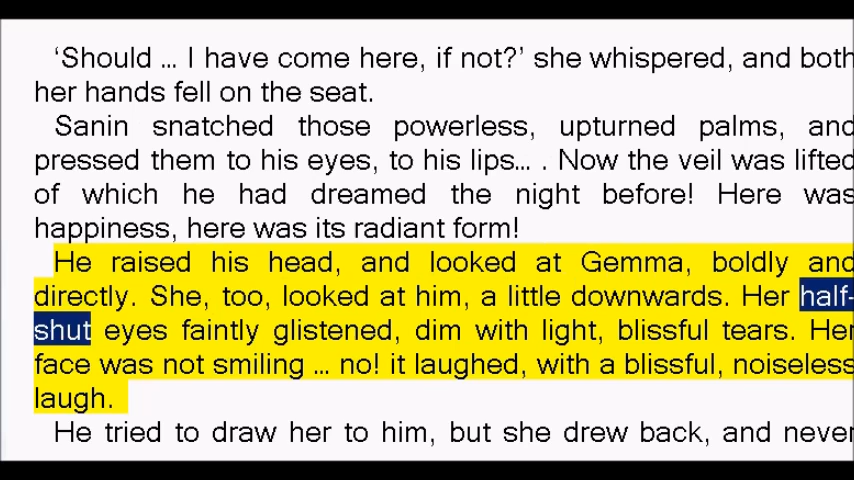 ‘Should ... I have come here, if not?’ she whispered, and both
her hands fell on the seat.
Sanin snatched those powerless, upturned palms, and
pressed them to his eyes, to his lips... . Now the veil was lifted
of which he had dreamed the night before! Here was
happiness, here was its radiant form!
He raised his head, and looked at Gemma, boldly and
directly. She, too, looked at him, a little downwards. Her half-
shut eyes faintly glistened, dim with light, blissful tears. Her
face was not smiling ... no! it laughed, with a blissful, noiseless
laugh.
He tried to draw her to him, but she drew back, and never